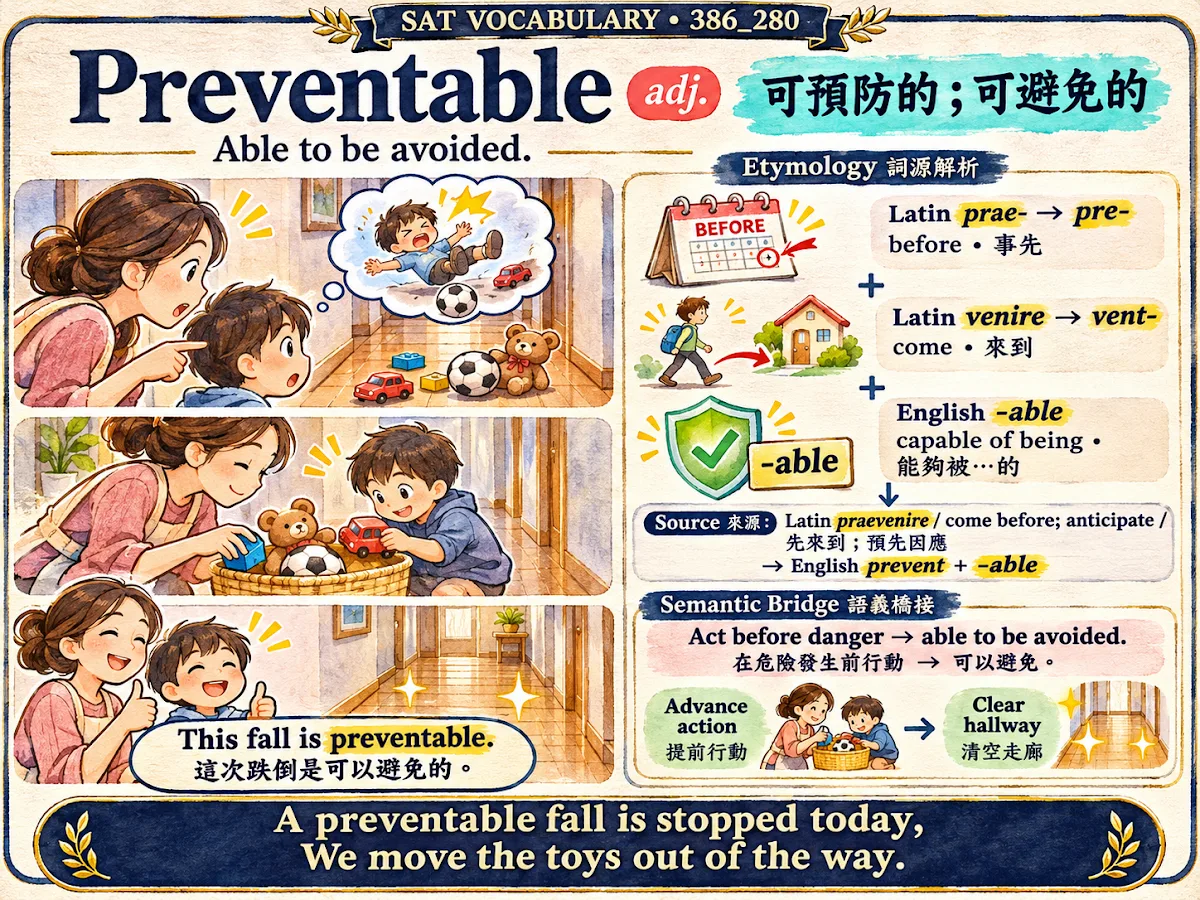 SAT VOCABULARY • 386_280
Preventable
adj.
可預防的；可避免的
Able to be avoided.
Etymology 詞源解析
BEFORE
Latin prae- → pre-
before • 事先
+
Latin venire → vent-
come • 來到
+
-able
English -able
capable of being •
能夠被…的
Source 來源： Latin praevenire / come before; anticipate /
先來到；預先因應
→ English prevent + -able
Semantic Bridge 語義橋接
Act before danger → able to be avoided.
在危險發生前行動 → 可以避免。
Advance
action
提前行動
→
Clear
hallway
清空走廊
This fall is preventable.
這次跌倒是可以避免的。
A preventable fall is stopped today,
We move the toys out of the way.